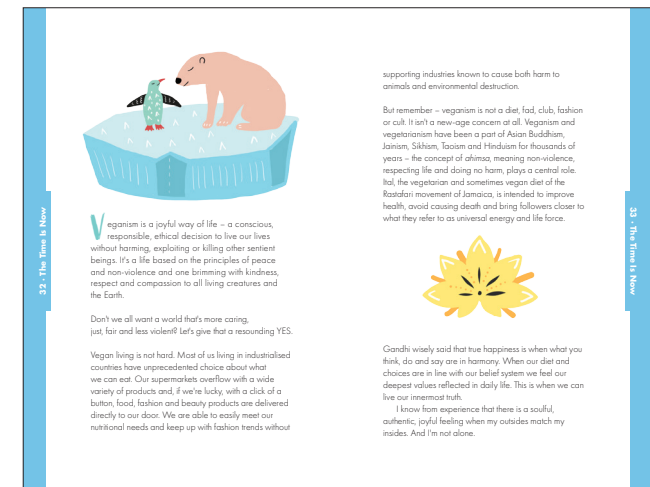 32 · The Time Is Now
Veganism is a joyful way of life – a conscious,
responsible, ethical decision to live our lives
without harming, exploiting or killing other sentient
beings. It's a life based on the principles of peace
and non-violence and one brimming with kindness,
respect and compassion to all living creatures and
the Earth.
Don't we all want a world that's more caring,
just, fair and less violent? Let's give that a resounding YES.
Vegan living is not hard. Most of us living in industrialised
countries have unprecedented choice about what
we can eat. Our supermarkets overflow with a wide
variety of products and, if we're lucky, with a click of a
button, food, fashion and beauty products are delivered
directly to our door. We are able to easily meet our
nutritional needs and keep up with fashion trends without
supporting industries known to cause both harm to
animals and environmental destruction.
But remember – veganism is not a diet, fad, club, fashion
or cult. It isn't a new-age concern at all. Veganism and
vegetarianism have been a part of Asian Buddhism,
Jainism, Sikhism, Taoism and Hinduism for thousands of
years – the concept of ahimsa, meaning non-violence,
respecting life and doing no harm, plays a central role.
Ital, the vegetarian and sometimes vegan diet of the
Rastafari movement of Jamaica, is intended to improve
health, avoid causing death and bring followers closer to
what they refer to as universal energy and life force.
Gandhi wisely said that true happiness is when what you
think, do and say are in harmony. When our diet and
choices are in line with our belief system we feel our
deepest values reflected in daily life. This is when we can
live our innermost truth.
I know from experience that there is a soulful,
authentic, joyful feeling when my outsides match my
insides. And I'm not alone.
33 · The Time Is Now